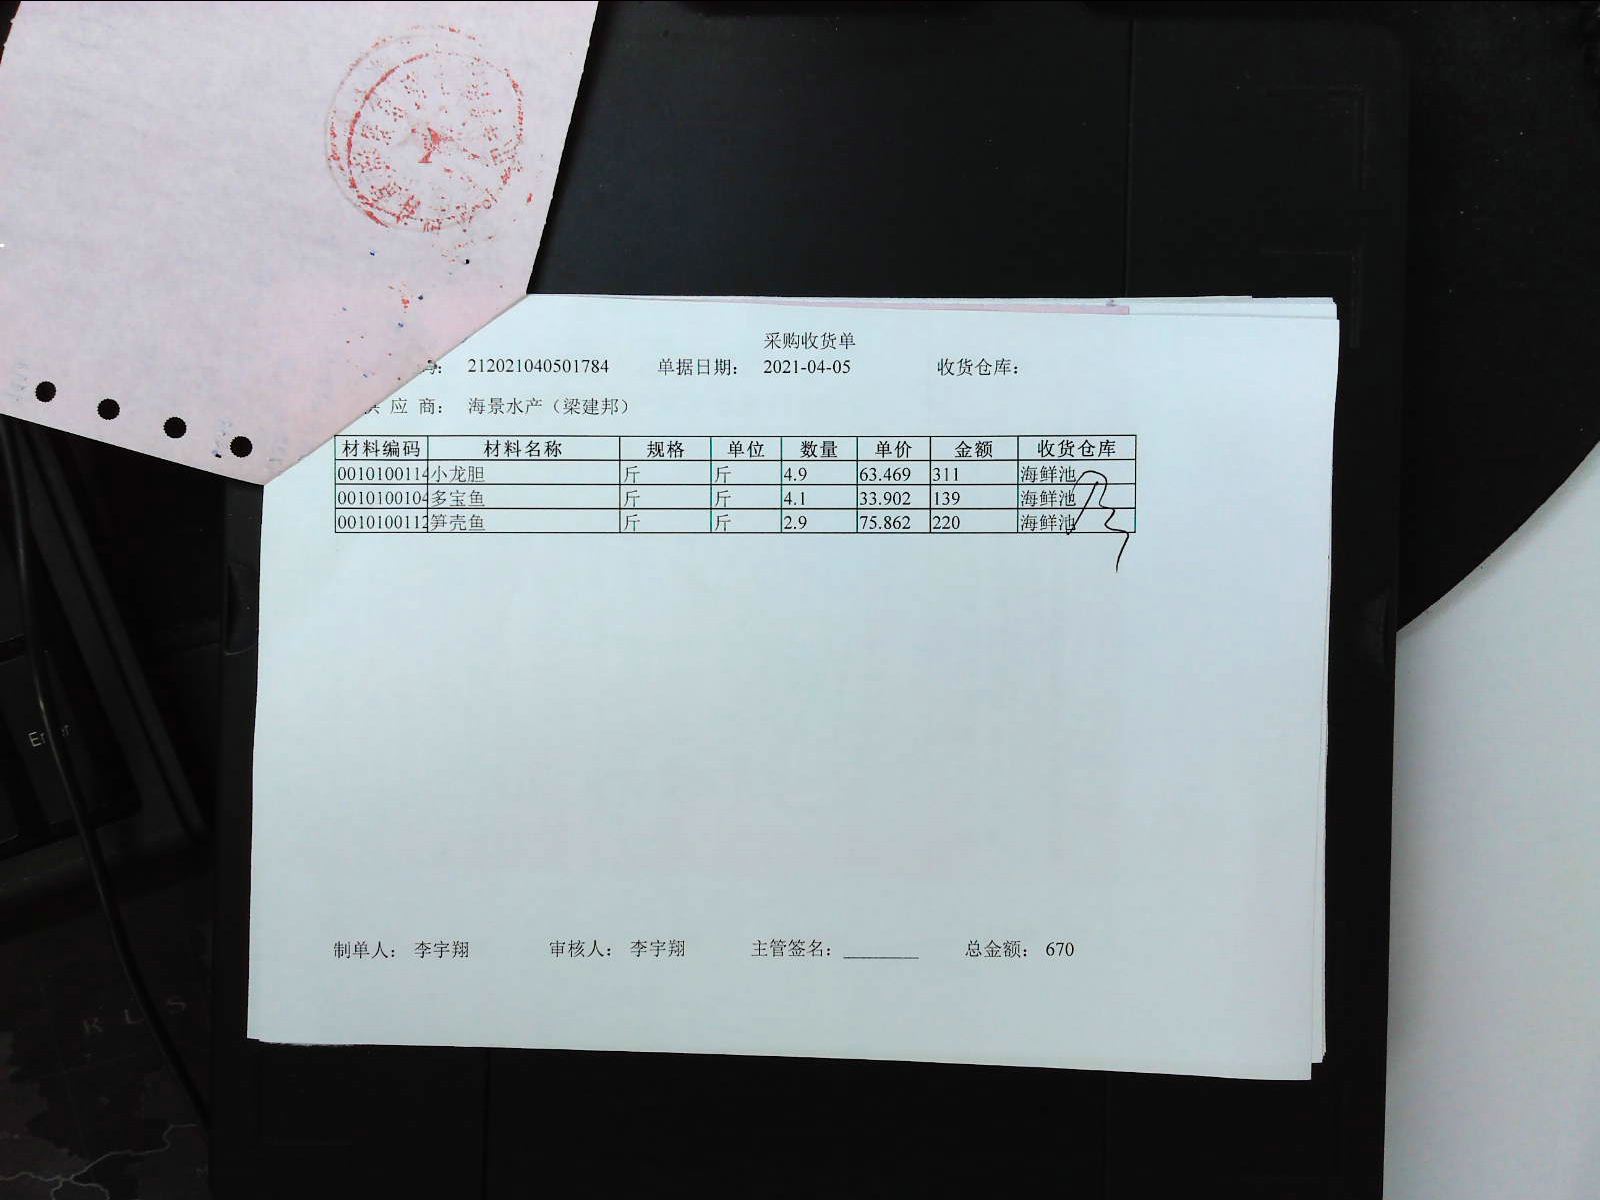 采购收货单
212021040501784 单据日期： 2021-04-05 收货仓库：
应 商： 海景水产（梁建邦）
材料编码 材料名称 规格 单位 数量 单价 金额 收货仓库
0010100114 小龙胆 斤 斤 4.9 63.469 311 海鲜池
0010100104 多宝鱼 斤 斤 4.1 33.902 139 海鲜池
0010100112 笋壳鱼 斤 斤 2.9 75.862 220 海鲜池
制单人： 李宇翔 审核人： 李宇翔 主管签名： 总金额： 670